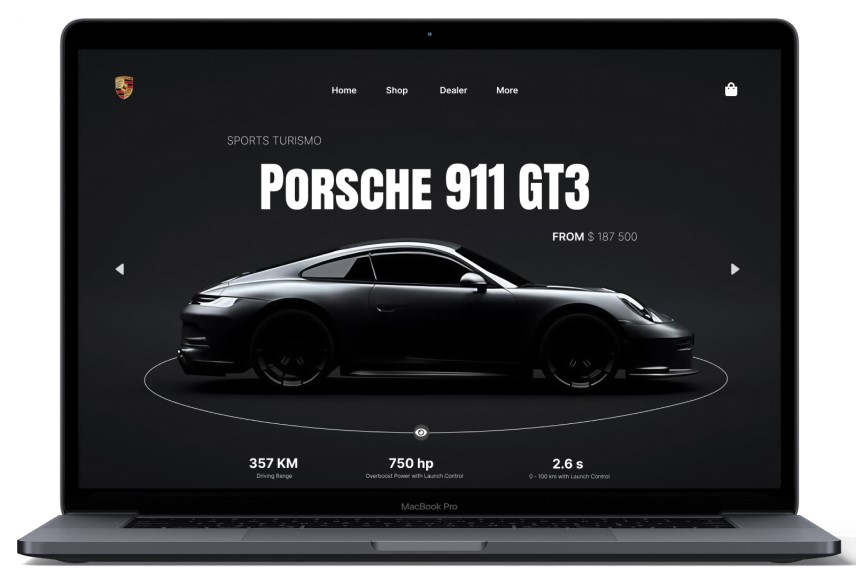 Home Shop Dealer More
SPORTS TURISMO
PORSCHE 911 GT3
FROM $ 187 500
357 KM 750 hp 2.6 s
Driving Range Overboost Power with Launch Control 0 - 100 km with Launch Control
MacBook Pro